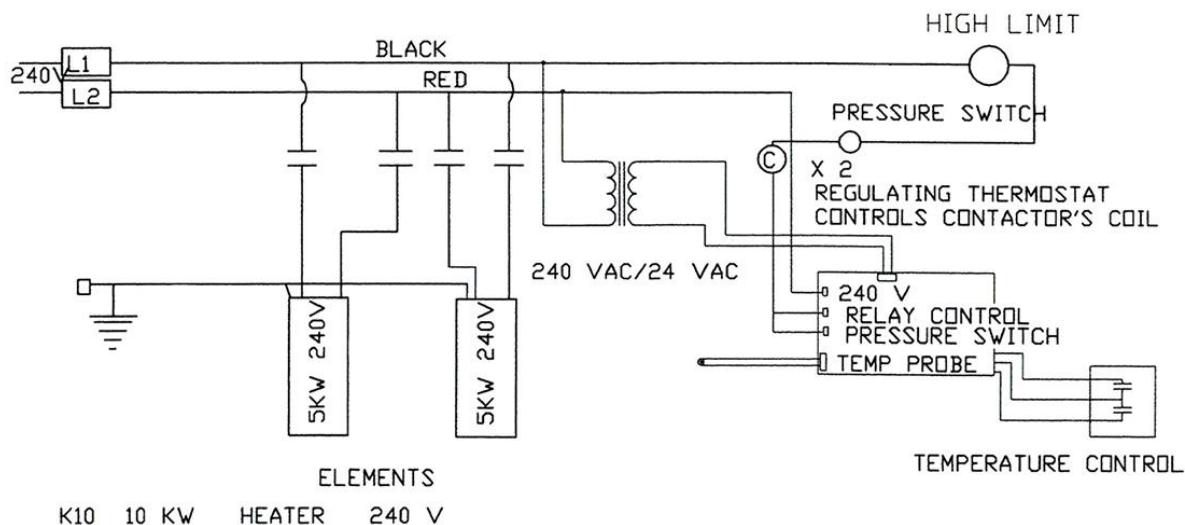 HIGH LIMIT
BLACK
L1
240V
RED
L2
PRESSURE SWITCH
C
X 2
REGULATING THERMOSTAT
CONTROLS CONTACTOR'S COIL
240 VAC/24 VAC
240 V
RELAY CONTROL
PRESSURE SWITCH
TEMP PROBE
5KW 240V
5KW 240V
TEMPERATURE CONTROL
ELEMENTS
K10 10 KW HEATER 240 V